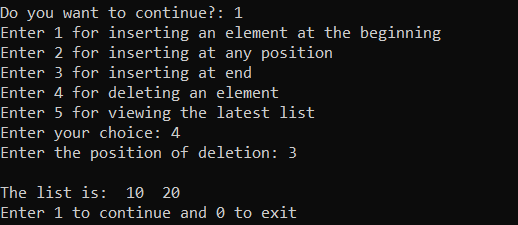 Do you want to continue?: 1
Enter 1 for inserting an element at the beginning
Enter 2 for inserting at any position
Enter 3 for inserting at end
Enter 4 for deleting an element
Enter 5 for viewing the latest list
Enter your choice: 4
Enter the position of deletion: 3

The list is:  10  20
Enter 1 to continue and 0 to exit